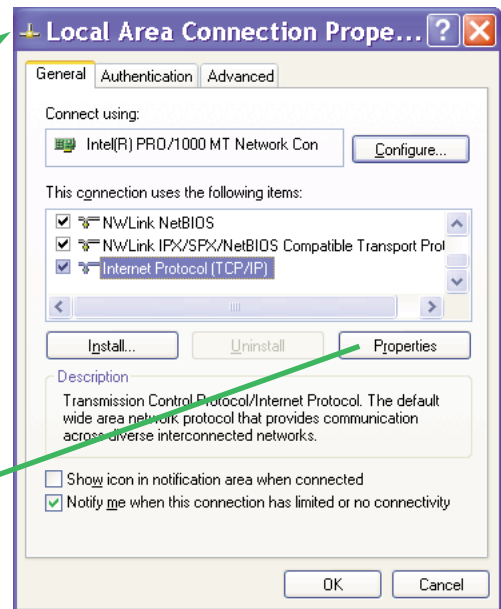 Local Area Connection Prope...
General Authentication Advanced
Connect using:
Intel(R) PRO/1000 MT Network Con Configure...
This connection uses the following items:
NWLink NetBIOS
NWLink IPX/SPX/NetBIOS Compatible Transport Prot
Internet Protocol (TCP/IP)
Install... Uninstall Properties
Description
Transmission Control Protocol/Internet Protocol. The default
wide area network protocol that provides communication
across diverse interconnected networks.
Show icon in notification area when connected
Notify me when this connection has limited or no connectivity
OK Cancel